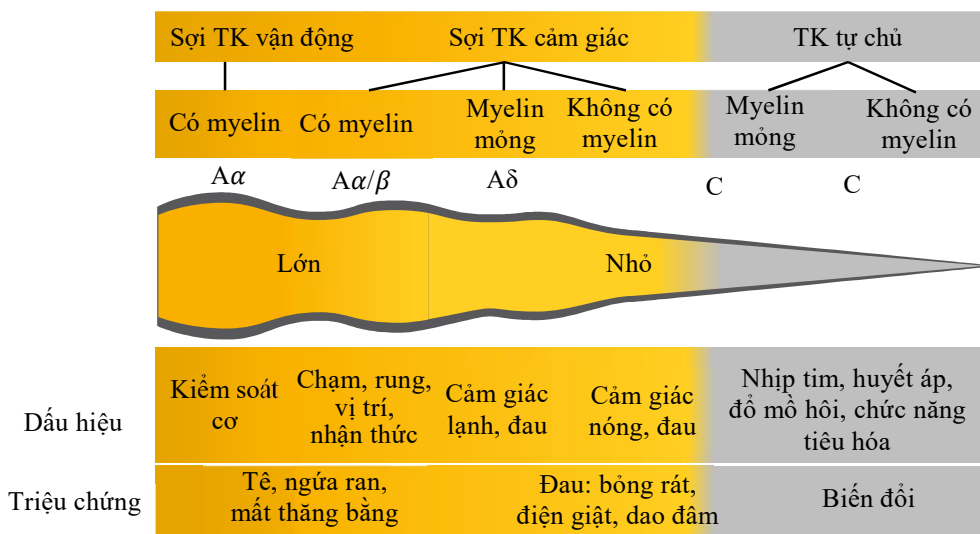 Sợi TK vận động
Sợi TK cảm giác
TK tự chủ
Có myelin
Có myelin
Myelin
mỏng
Không có
myelin
Myelin
mỏng
Không có
myelin
A𝛼
A𝛼/𝛽
Aδ
C
C
Lớn
Nhỏ
Dấu hiệu
Kiểm soát
cơ
Chạm, rung,
vị trí,
nhận thức
Cảm giác
lạnh, đau
Cảm giác
nóng, đau
Nhịp tim, huyết áp,
đổ mồ hôi, chức năng
tiêu hóa
Triệu chứng
Tê, ngứa ran,
mất thăng bằng
Đau: bỏng rát,
điện giật, dao đâm
Biến đổi